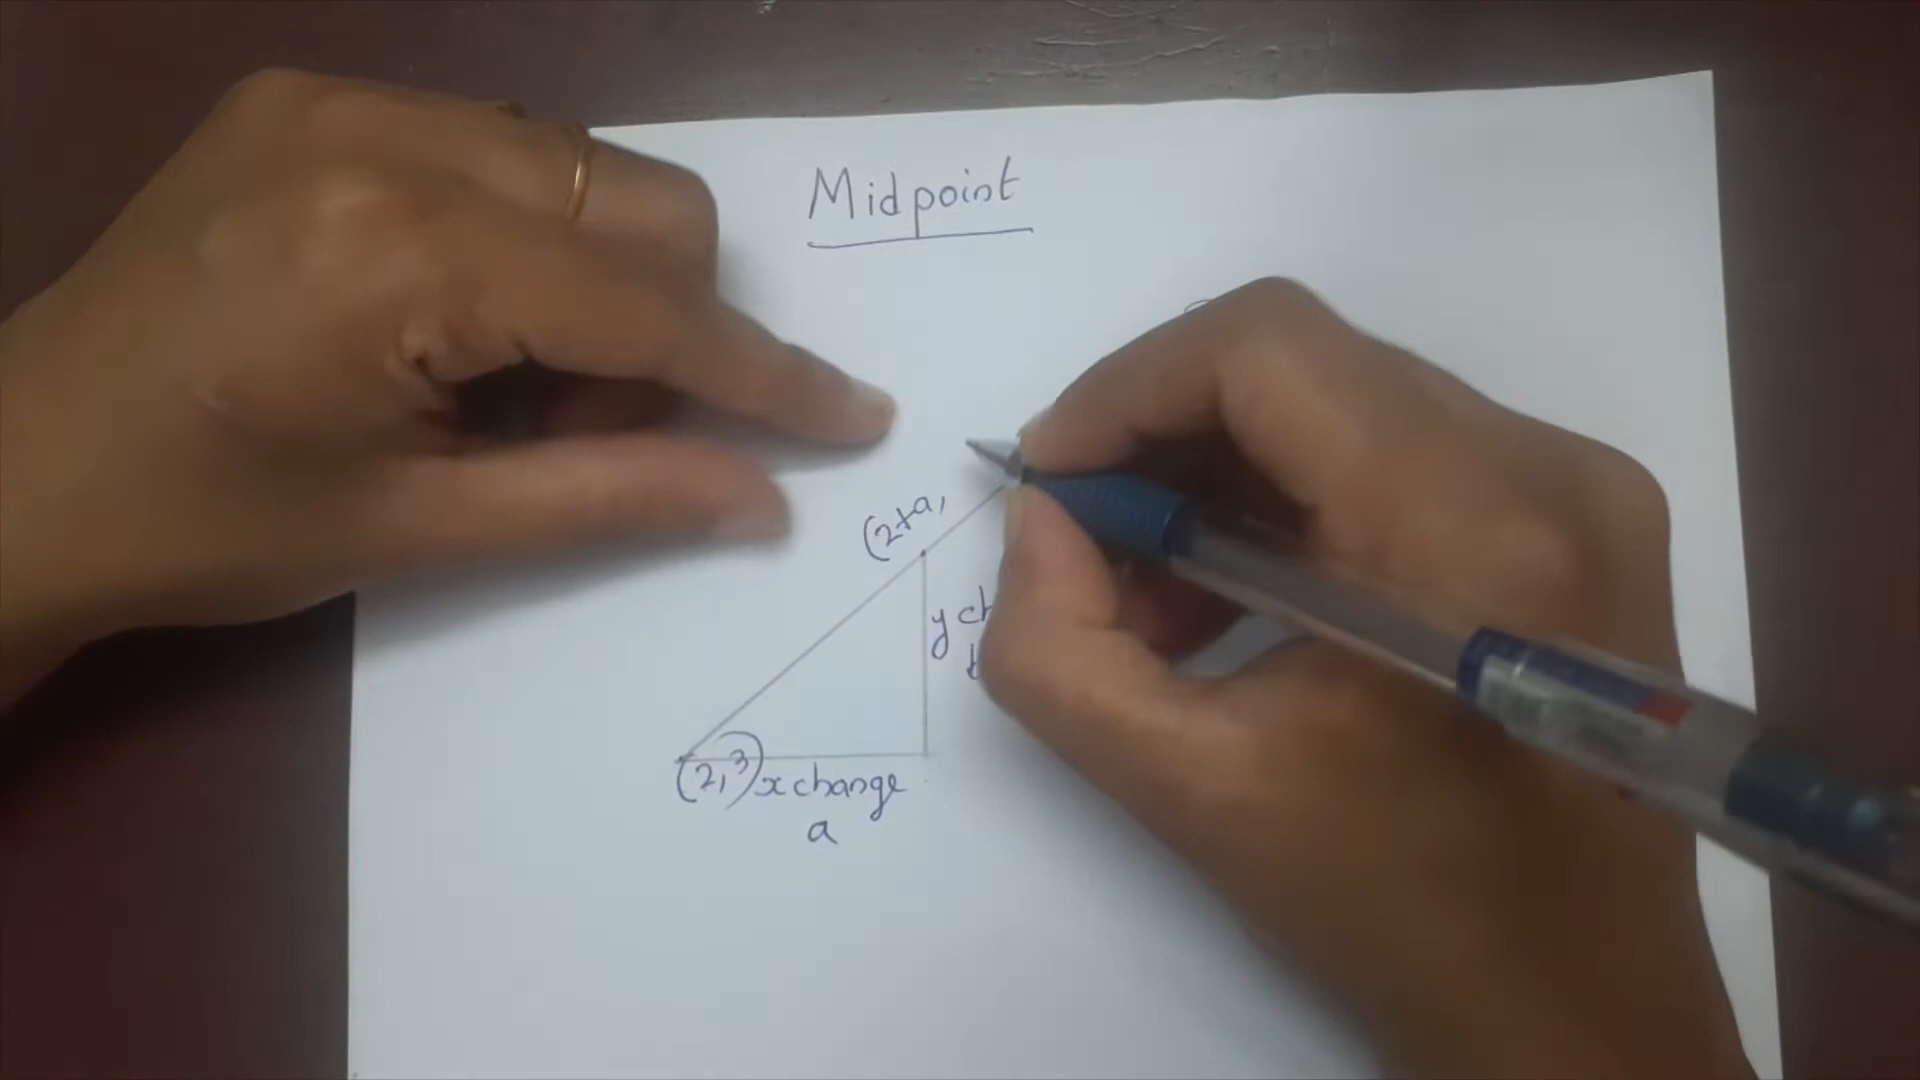 Midpoint
(2+a,
y ch
(2,3) x change
a